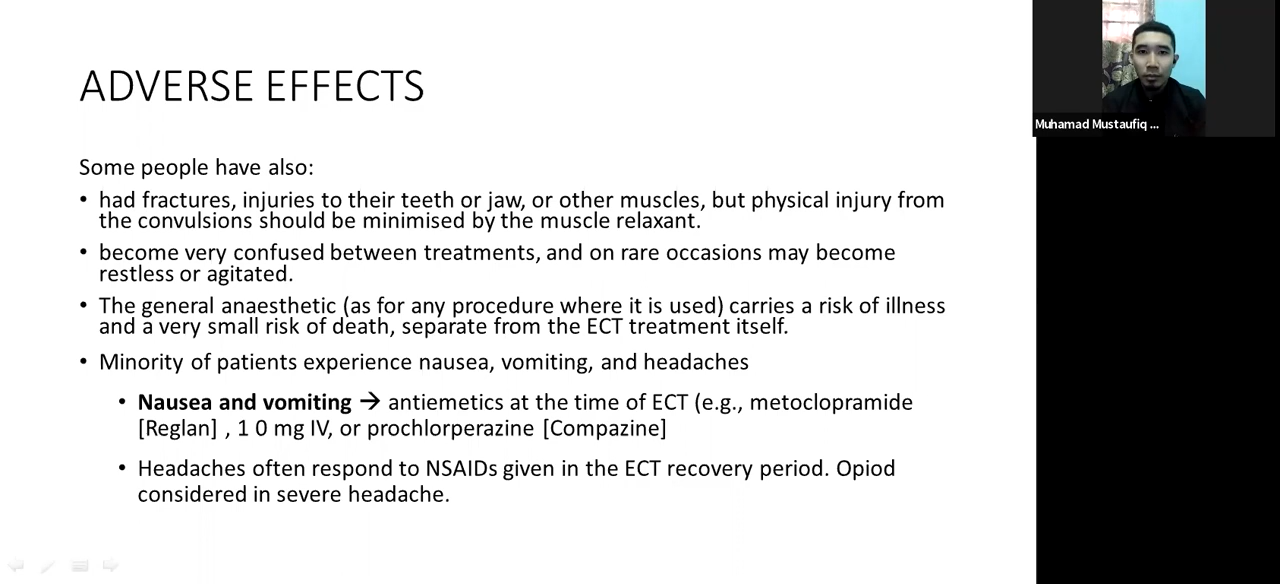 ADVERSE EFFECTS
Some people have also:
• had fractures, injuries to their teeth or jaw, or other muscles, but physical injury from
the convulsions should be minimised by the muscle relaxant.
• become very confused between treatments, and on rare occasions may become
restless or agitated.
• The general anaesthetic (as for any procedure where it is used) carries a risk of illness
and a very small risk of death, separate from the ECT treatment itself.
• Minority of patients experience nausea, vomiting, and headaches
• Nausea and vomiting → antiemetics at the time of ECT (e.g., metoclopramide
[Reglan] , 1 0 mg IV, or prochlorperazine [Compazine]
• Headaches often respond to NSAIDs given in the ECT recovery period. Opiod
considered in severe headache.
Muhamad Mustaufiq ...